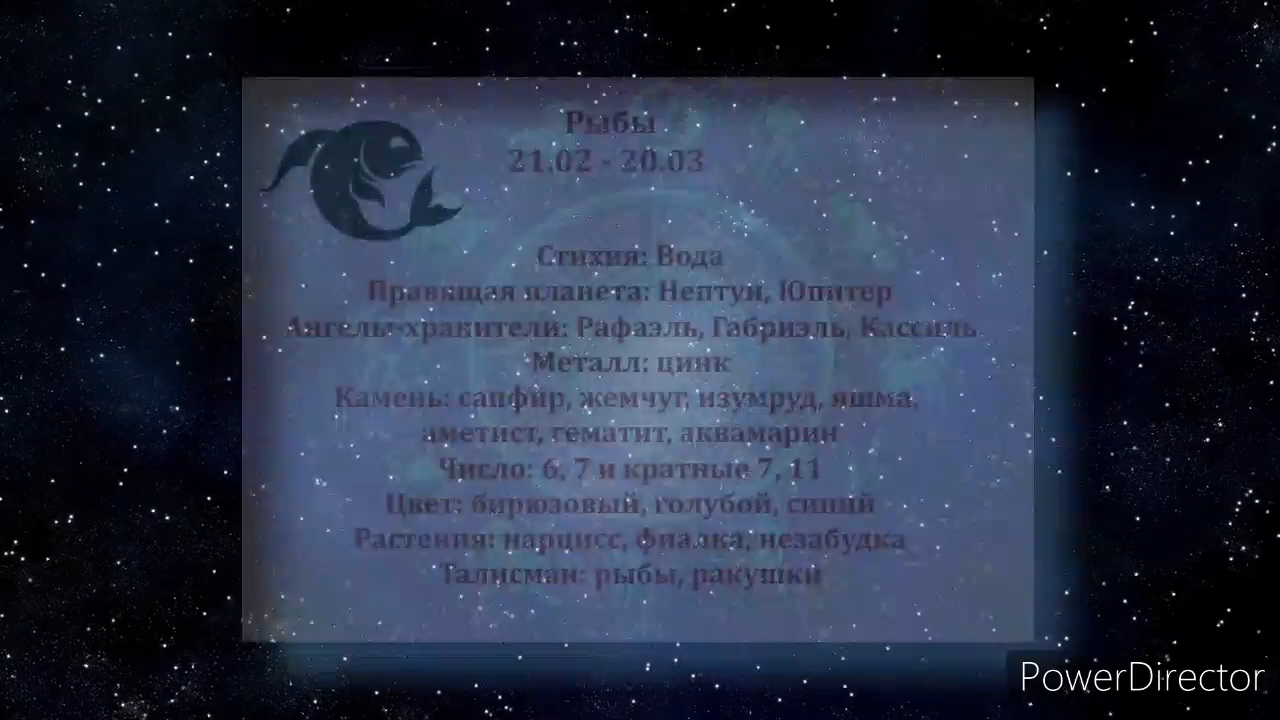 Рыбы
21.02 - 20.03
Стихия: Вода
Правящая планета: Нептун, Юпитер
Ангелы-хранители: Рафаэль, Габриэль, Кассиль
Металл: цинк
Камень: сапфир, жемчуг, изумруд, яшма,
аметист, гематит, аквамарин
Число: 6, 7 и кратные 7, 11
Цвет: бирюзовый, голубой, синий
Растения: нарцисс, фиалка, незабудка
Талисман: рыбы, ракушки
PowerDirector